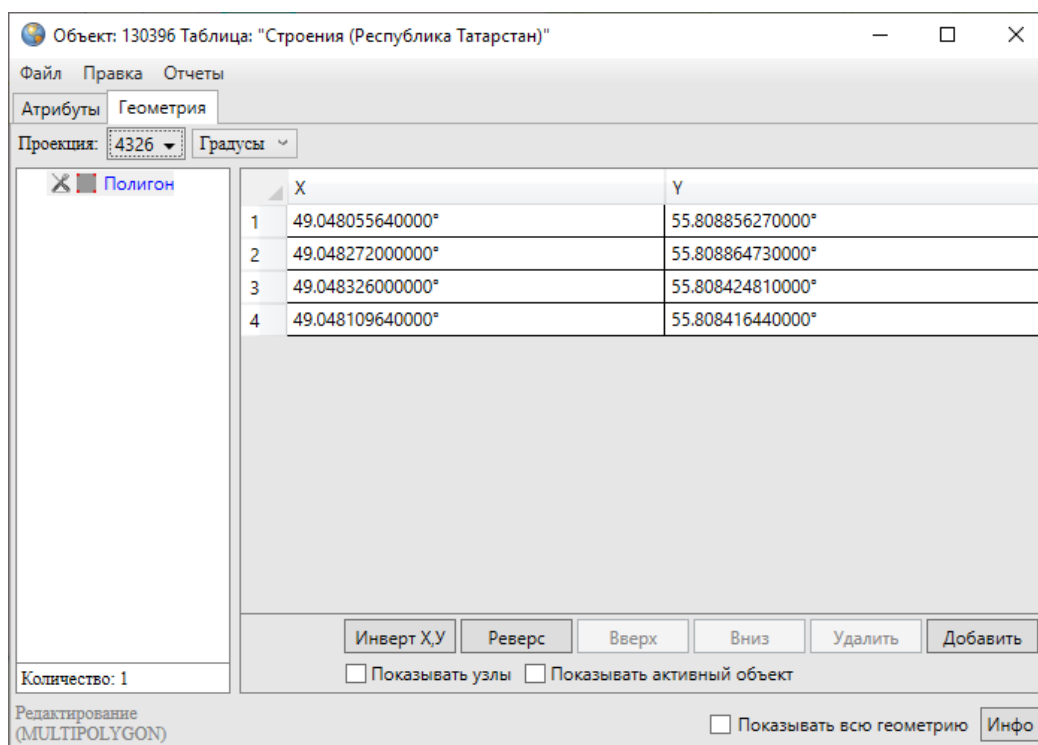 Объект: 130396 Таблица: "Строения (Республика Татарстан)"
Файл Правка Отчеты
Атрибуты Геометрия
Проекция: 4326 Градусы
Полигон
X Y
1 49.048055640000° 55.808856270000°
2 49.048272000000° 55.808864730000°
3 49.048326000000° 55.808424810000°
4 49.048109640000° 55.808416440000°
Инверт X,У Реверс Вверх Вниз Удалить Добавить
Количество: 1 Показывать узлы Показывать активный объект
Редактирование
(MULTIPOLYGON) Показывать всю геометрию Инфо